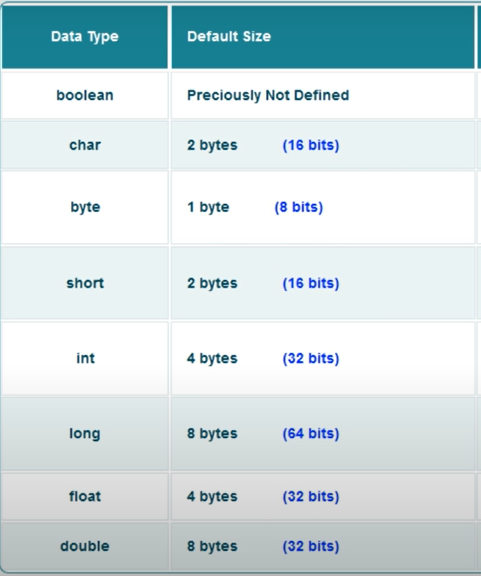 Data Type Default Size
boolean Preciously Not Defined
char 2 bytes (16 bits)
byte 1 byte (8 bits)
short 2 bytes (16 bits)
int 4 bytes (32 bits)
long 8 bytes (64 bits)
float 4 bytes (32 bits)
double 8 bytes (32 bits)